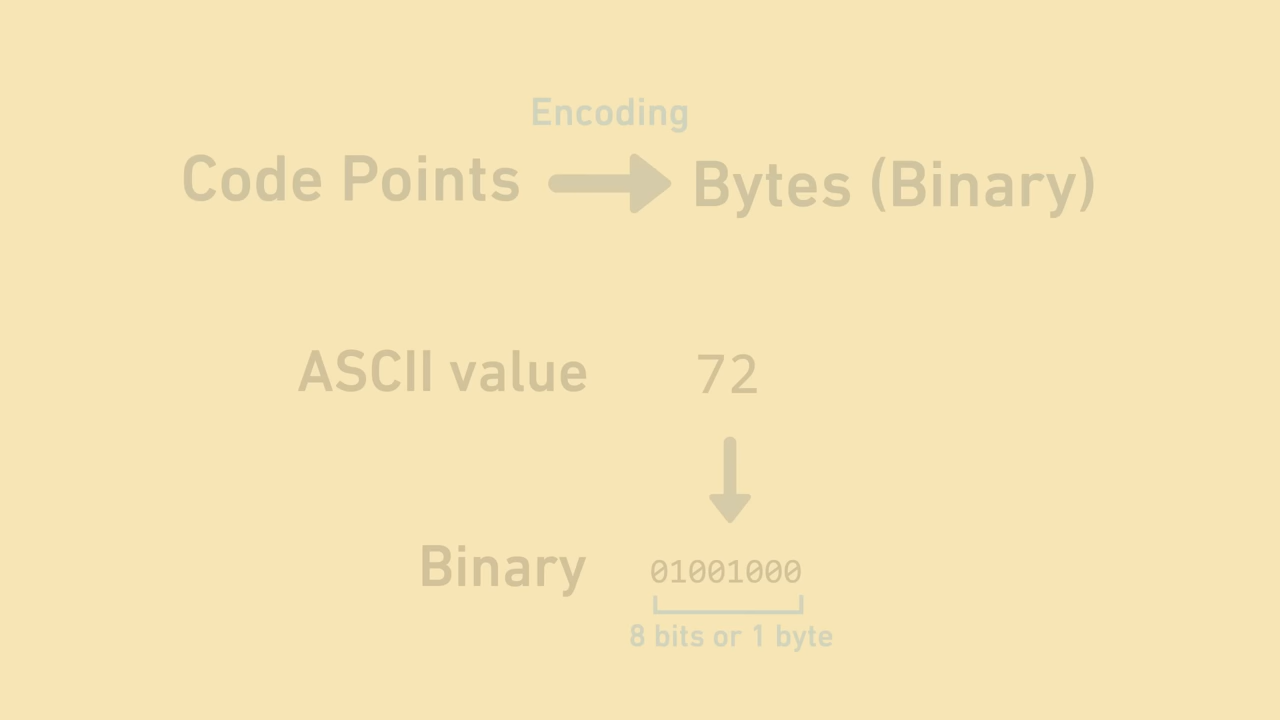 Encoding
Code Points Bytes (Binary)
ASCII value 72
Binary 01001000
8 bits or 1 byte